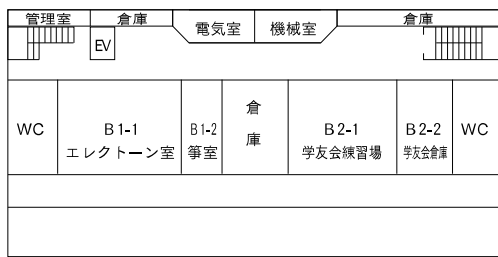 管理室
倉庫
電気室
機械室
倉庫
EV
WC
B1-1
エレクトーン室
B1-2
箏室
倉庫
B2-1
学友会練習場
B2-2
学友会倉庫
WC